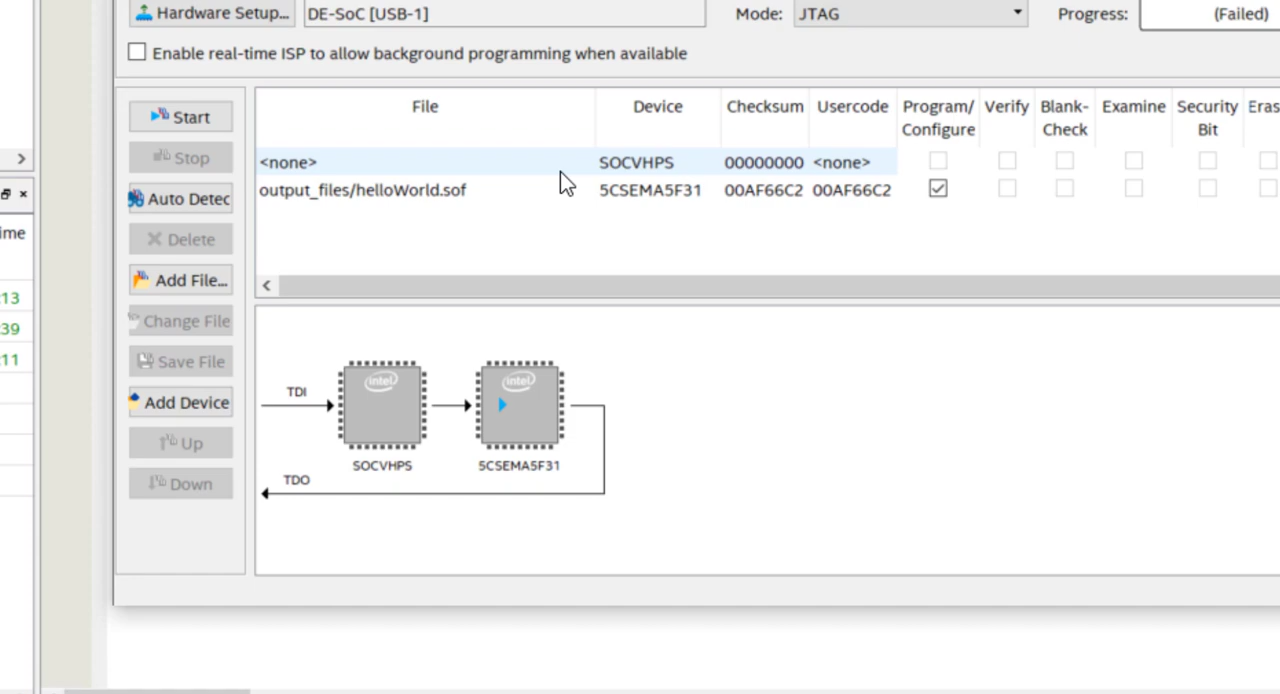 Hardware Setup... DE-SoC [USB-1] Mode: JTAG Progress: (Failed)
Enable real-time ISP to allow background programming when available
File Device Checksum Usercode Program/ Verify Blank- Examine Security Eras
Configure Check Bit
<none> SOCVHPS 00000000 <none>
output_files/helloWorld.sof 5CSEMA5F31 00AF66C2 00AF66C2
Start
Stop
Auto Detec
Delete
Add File...
Change File
Save File
Add Device
Up
Down
ime
:13
:39
:11
TDI
intel intel
SOCVHPS 5CSEMA5F31
TDO